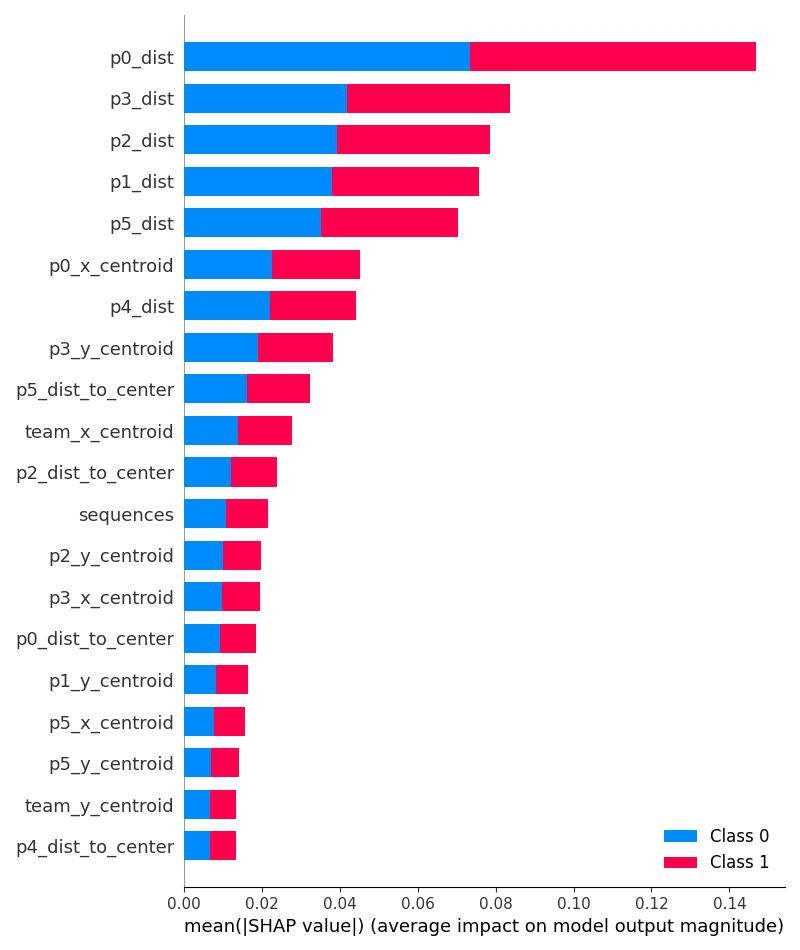 p0_dist
p3_dist
p2_dist
p1_dist
p5_dist
p0_x_centroid
p4_dist
p3_y_centroid
p5_dist_to_center
team_x_centroid
p2_dist_to_center
sequences
p2_y_centroid
p3_x_centroid
p0_dist_to_center
p1_y_centroid
p5_x_centroid
p5_y_centroid
team_y_centroid
p4_dist_to_center
Class 0
Class 1
0.00 0.02 0.04 0.06 0.08 0.10 0.12 0.14
mean(|SHAP value|) (average impact on model output magnitude)